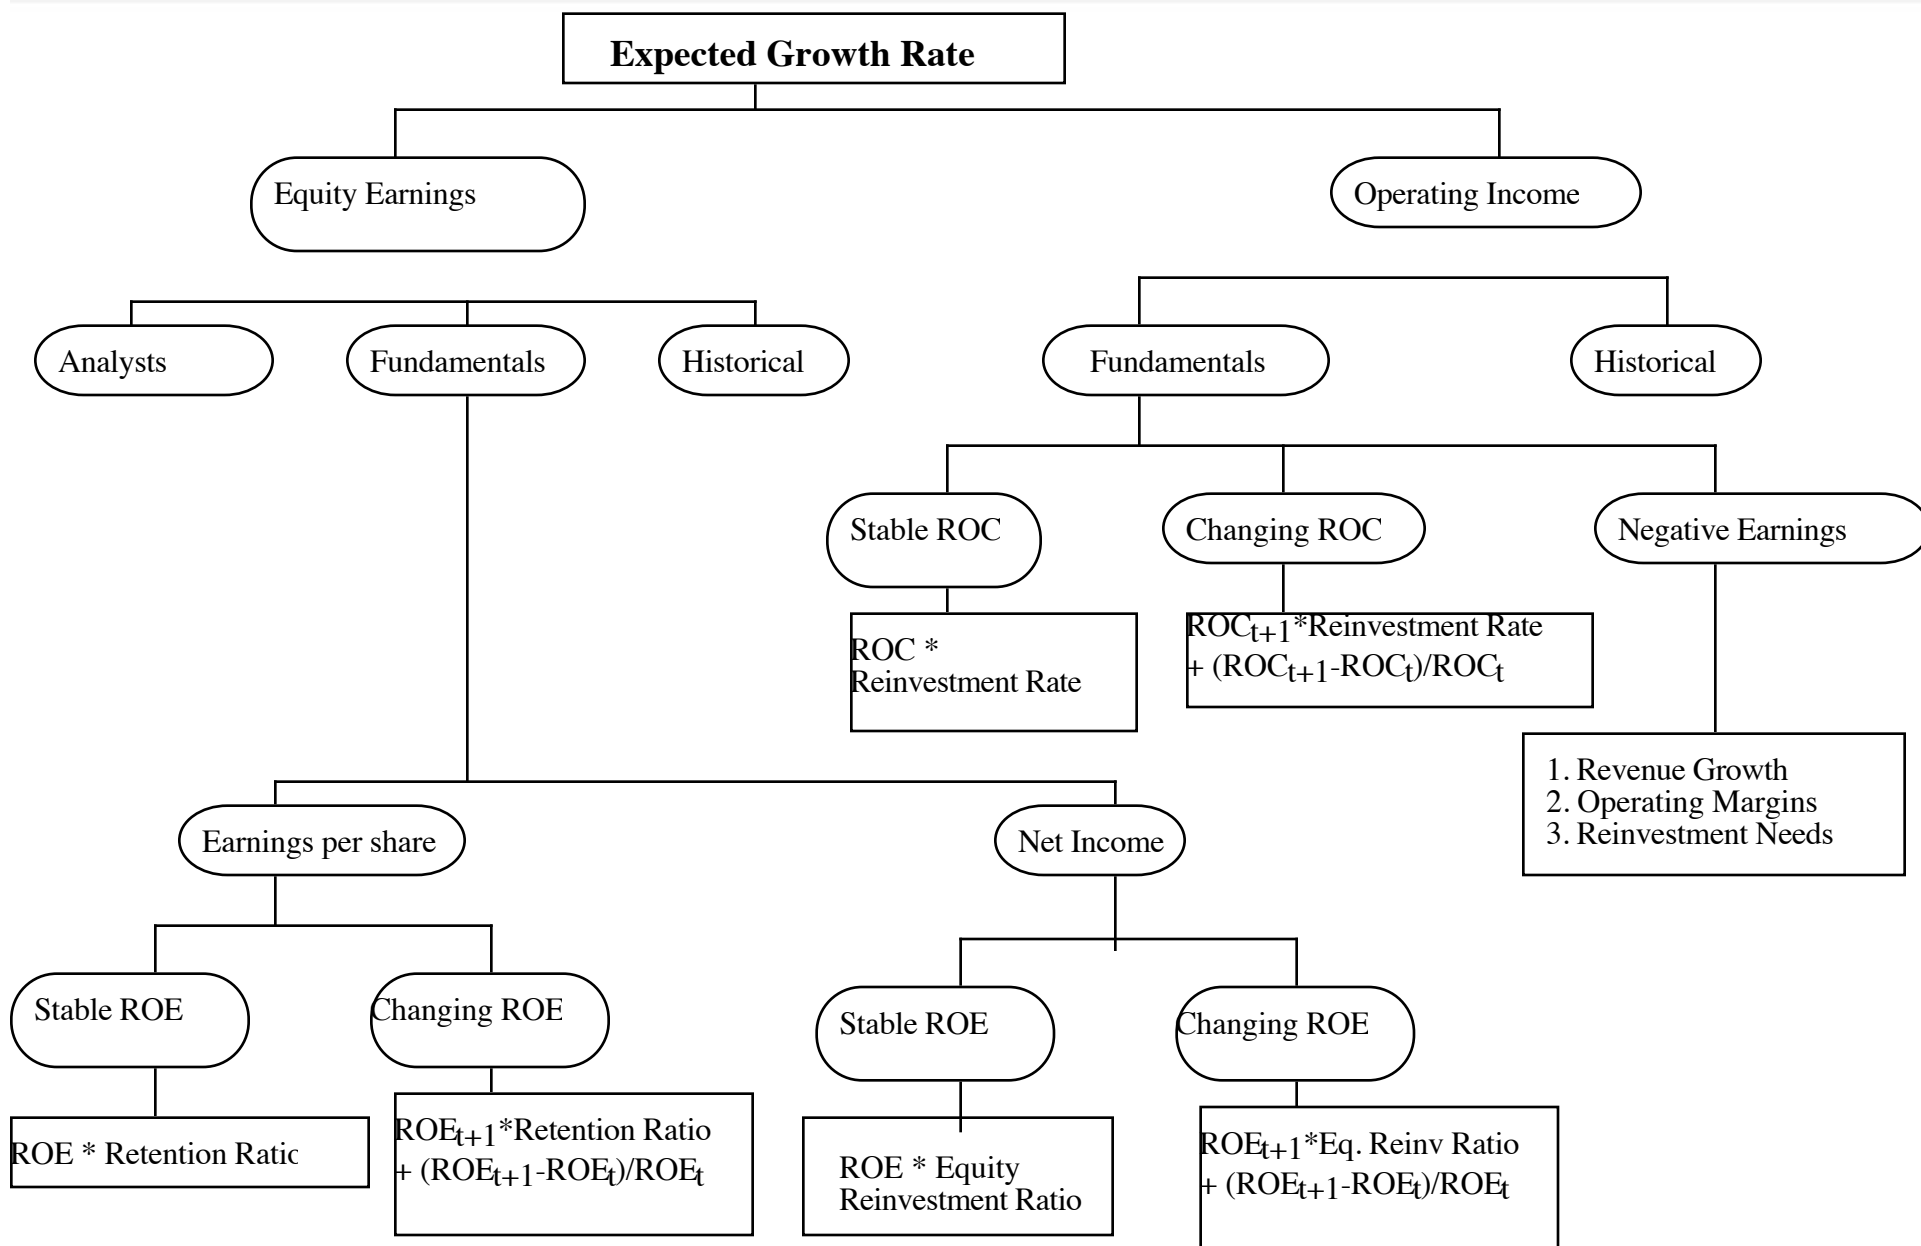 Expected Growth Rate
Equity Earnings
Operating Income
Analysts
Fundamentals
Historical
Fundamentals
Historical
Stable ROC
Changing ROC
Negative Earnings
ROC *
Reinvestment Rate
ROCt+1*Reinvestment Rate
+ (ROCt+1-ROCt)/ROCt
1. Revenue Growth
2. Operating Margins
3. Reinvestment Needs
Earnings per share
Net Income
Stable ROE
Changing ROE
Stable ROE
Changing ROE
ROE * Retention Ratio
ROEt+1*Retention Ratio
+ (ROEt+1-ROEt)/ROEt
ROE * Equity
Reinvestment Ratio
ROEt+1*Eq. Reinv Ratio
+ (ROEt+1-ROEt)/ROEt